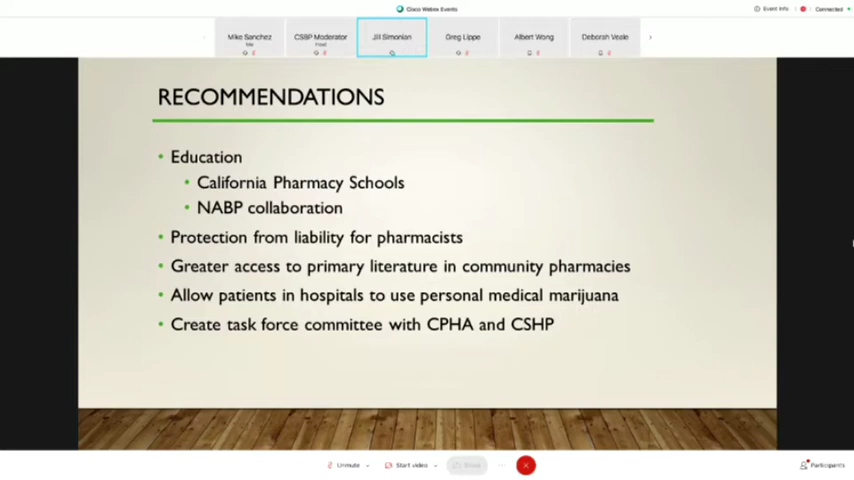 Cisco Webex Events
Event Info
Connected
Mike Sanchez
Me
CSBP Moderator
Host
Jill Simonian
Greg Lippe
Albert Wong
Deborah Veale
RECOMMENDATIONS
• Education
• California Pharmacy Schools
• NABP collaboration
• Protection from liability for pharmacists
• Greater access to primary literature in community pharmacies
• Allow patients in hospitals to use personal medical marijuana
• Create task force committee with CPHA and CSHP
Unmute
Start video
Share
Participants